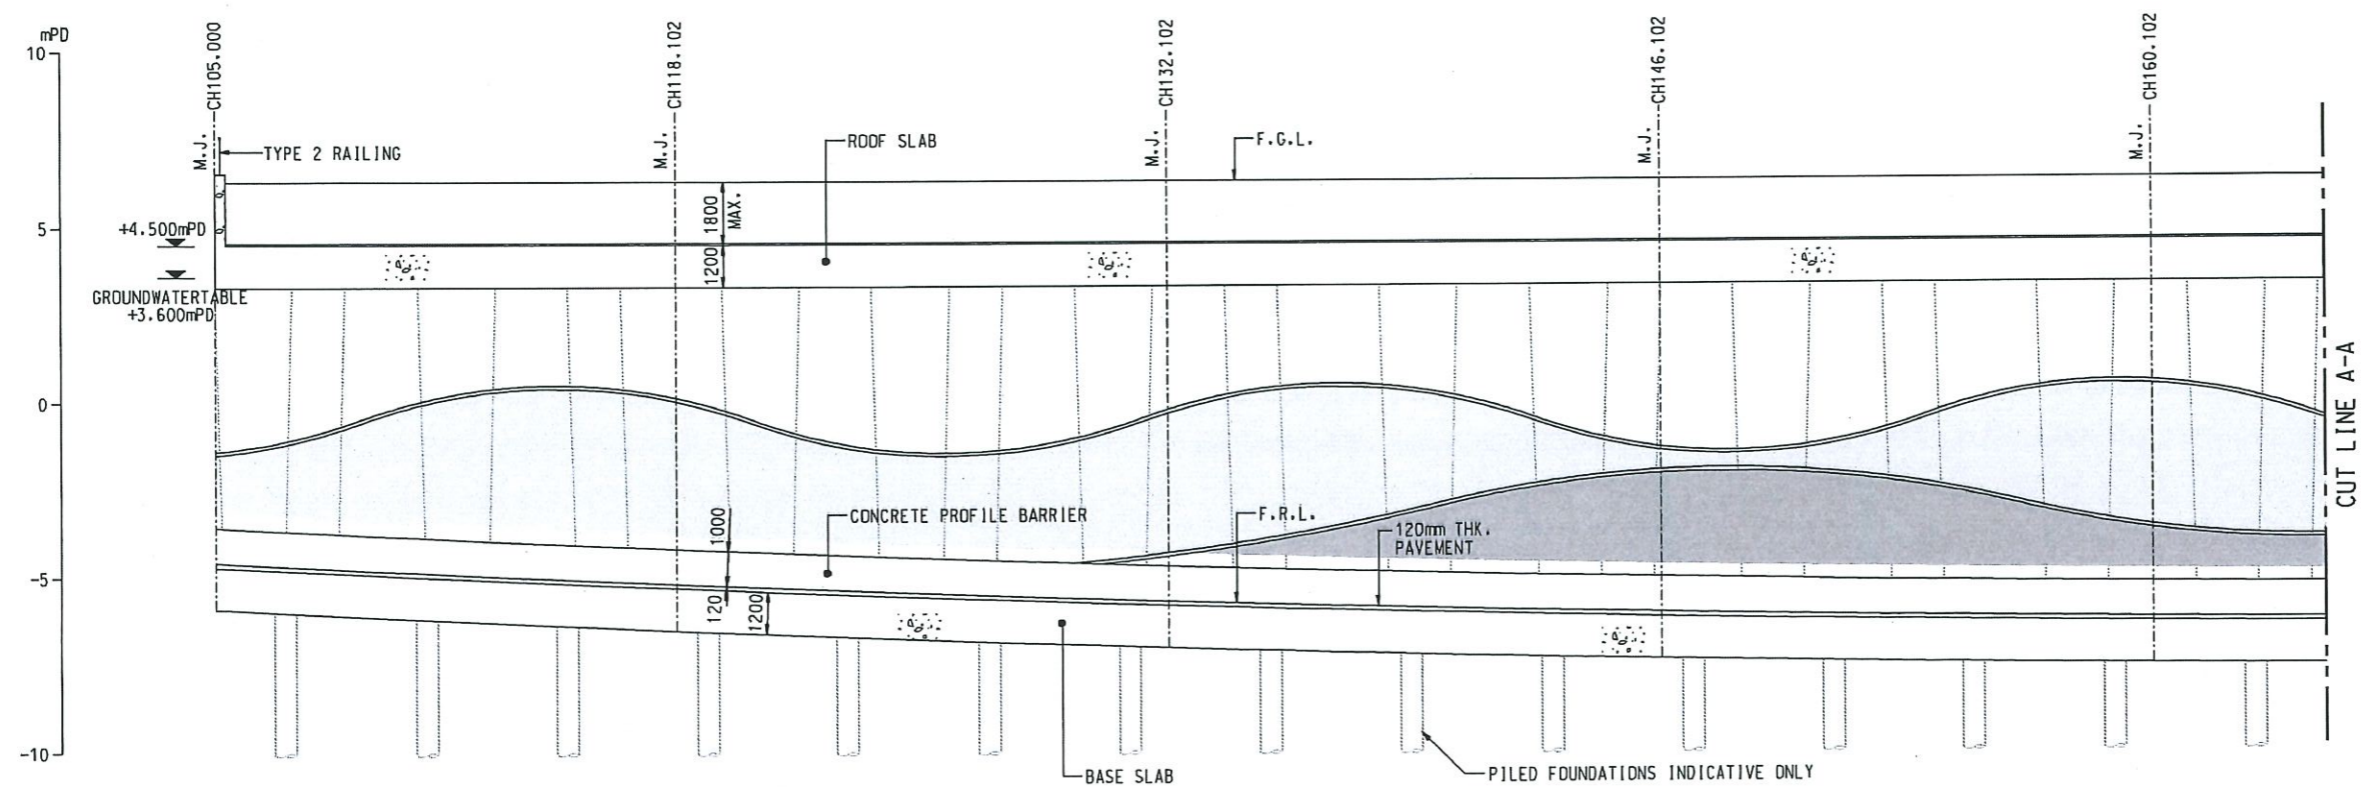 mPD
10
5
0
-5
-10
CH105.000
CH118.102
CH132.102
CH146.102
CH160.102
M.J.
M.J.
M.J.
M.J.
M.J.
TYPE 2 RAILING
ROOF SLAB
F.G.L.
1800
MAX.
1200
+4.500mPD
GROUNDWATERTABLE
+3.600mPD
CUT LINE A-A
1000
CONCRETE PROFILE BARRIER
F.R.L.
120mm THK.
PAVEMENT
120
1200
BASE SLAB
PILED FOUNDATIONS INDICATIVE ONLY